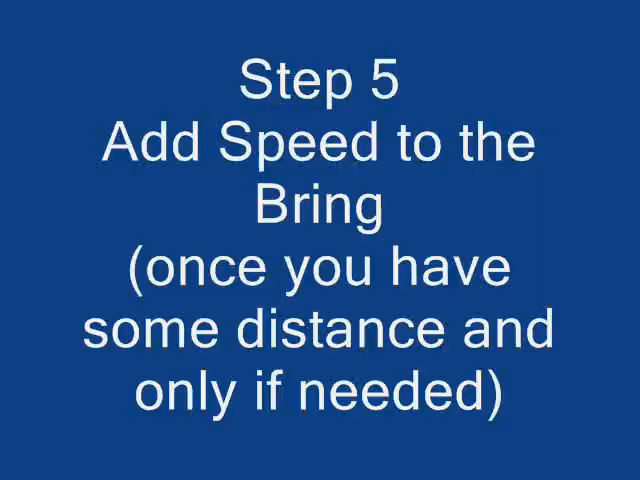 Step 5
Add Speed to the
Bring
(once you have
some distance and
only if needed)